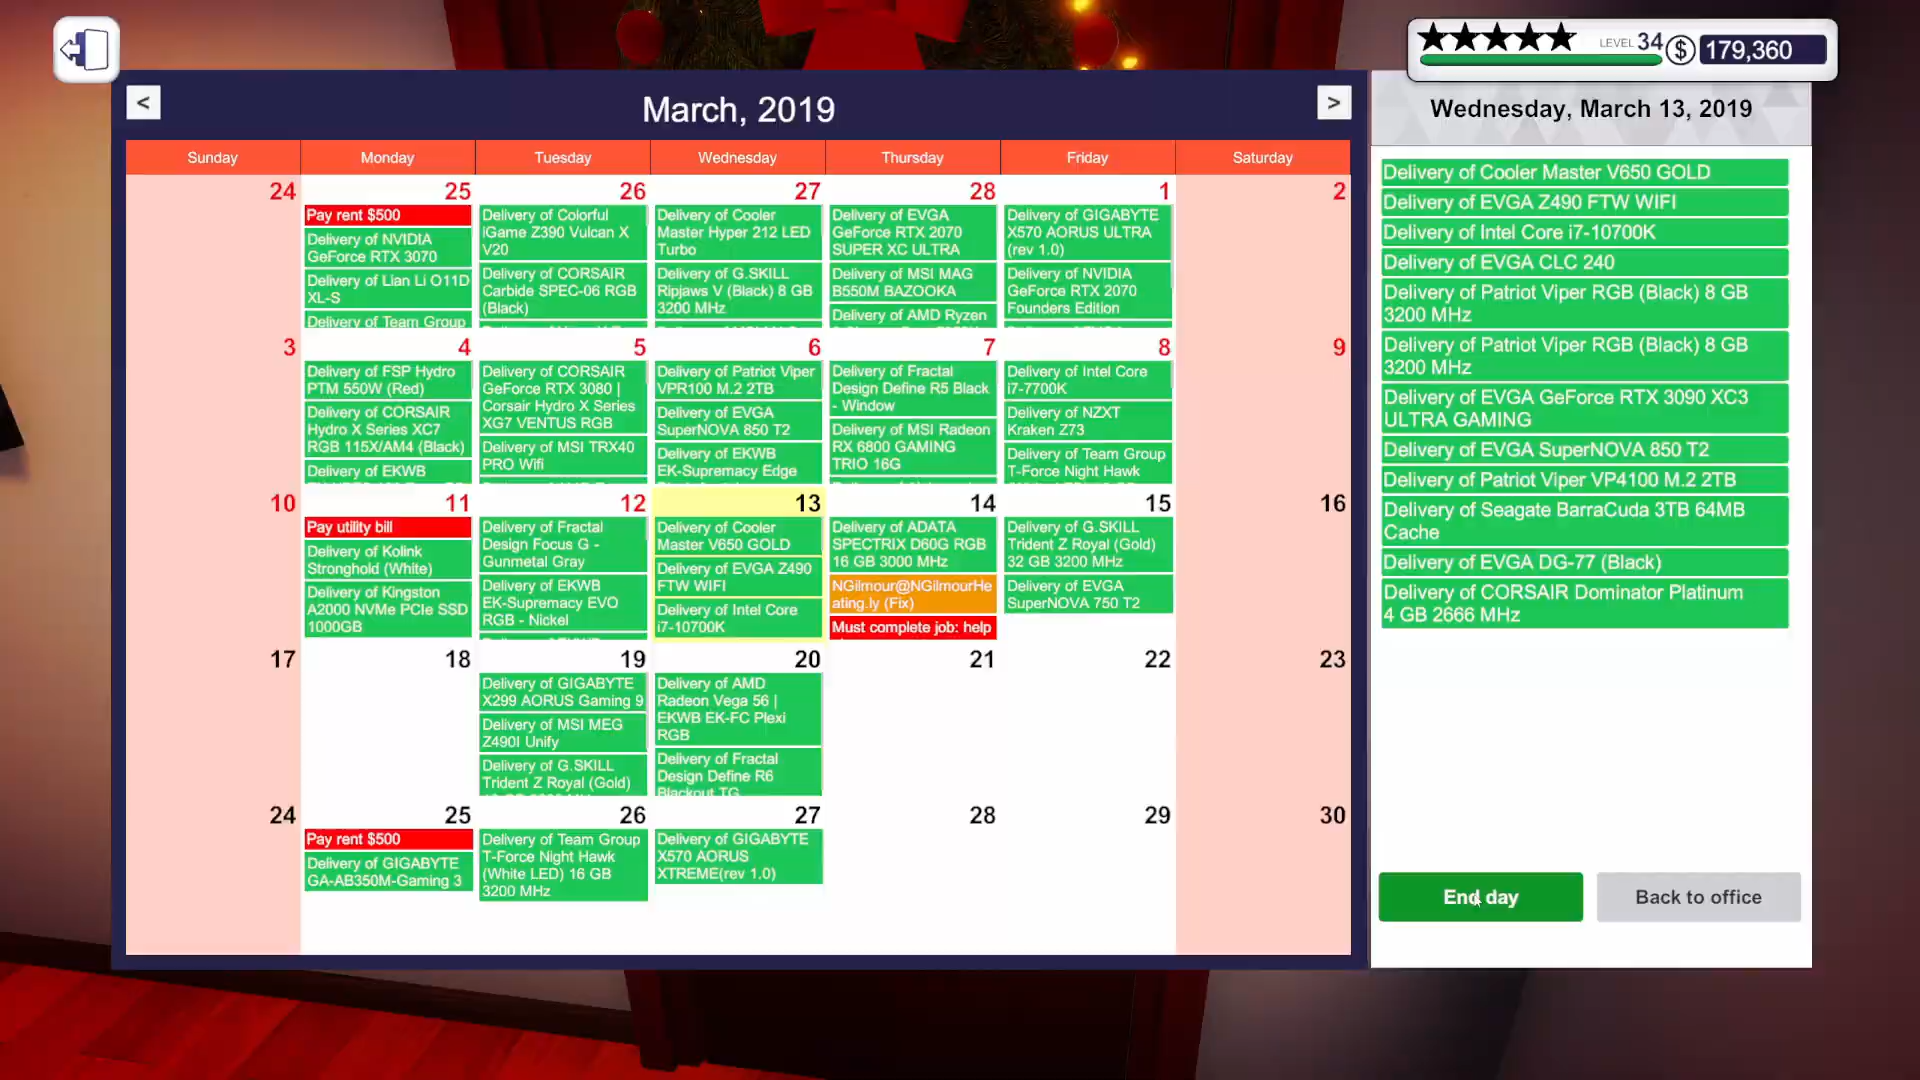 LEVEL 34
$ 179,360
< March, 2019 >
Wednesday, March 13, 2019
Sunday Monday Tuesday Wednesday Thursday Friday Saturday
24
25
Pay rent $500
Delivery of NVIDIA
GeForce RTX 3070
Delivery of Lian Li O11D
XL-S
Delivery of Team Group
26
Delivery of Colorful
IGame Z390 Vulcan X
V20
Delivery of CORSAIR
Carbide SPEC-06 RGB
(Black)
27
Delivery of Cooler
Master Hyper 212 LED
Turbo
Delivery of G.SKILL
Ripjaws V (Black) 8 GB
3200 MHz
28
Delivery of EVGA
GeForce RTX 2070
SUPER XC ULTRA
Delivery of MSI MAG
B550M BAZOOKA
Delivery of AMD Ryzen
1
Delivery of GIGABYTE
X570 AORUS ULTRA
(rev 1.0)
Delivery of NVIDIA
GeForce RTX 2070
Founders Edition
2
3
4
Delivery of FSP Hydro
PTM 550W (Red)
Delivery of CORSAIR
Hydro X Series XC7
RGB 115X/AM4 (Black)
Delivery of EKWB
5
Delivery of CORSAIR
GeForce RTX 3080 |
Corsair Hydro X Series
XG7 VENTUS RGB
Delivery of MSI TRX40
PRO Wifi
6
Delivery of Patriot Viper
VPR100 M.2 2TB
Delivery of EVGA
SuperNOVA 850 T2
Delivery of EKWB
EK-Supremacy Edge
7
Delivery of Fractal
Design Define R5 Black
- Window
Delivery of MSI Radeon
RX 6800 GAMING
TRIO 16G
8
Delivery of Intel Core
i7-7700K
Delivery of NZXT
Kraken Z73
Delivery of Team Group
T-Force Night Hawk
9
10
11
Pay utility bill
Delivery of Kolink
Stronghold (White)
Delivery of Kingston
A2000 NVMe PCIe SSD
1000GB
12
Delivery of Fractal
Design Focus G -
Gunmetal Gray
Delivery of EKWB
EK-Supremacy EVO
RGB - Nickel
13
Delivery of Cooler
Master V650 GOLD
Delivery of EVGA Z490
FTW WIFI
Delivery of Intel Core
i7-10700K
14
Delivery of ADATA
SPECTRIX D60G RGB
16 GB 3000 MHz
NGilmour@NGilmourHe
ating.ly (Fix)
Must complete job: help
15
Delivery of G.SKILL
Trident Z Royal (Gold)
32 GB 3200 MHz
Delivery of EVGA
SuperNOVA 750 T2
16
17
18
19
Delivery of GIGABYTE
X299 AORUS Gaming 9
Delivery of MSI MEG
Z490I Unify
Delivery of G.SKILL
Trident Z Royal (Gold)
20
Delivery of AMD
Radeon Vega 56 |
EKWB EK-FC Plexi
RGB
Delivery of Fractal
Design Define R6
Blackout TG
21
22
23
24
25
Pay rent $500
Delivery of GIGABYTE
GA-AB350M-Gaming 3
26
Delivery of Team Group
T-Force Night Hawk
(White LED) 16 GB
3200 MHz
27
Delivery of GIGABYTE
X570 AORUS
XTREME(rev 1.0)
28
29
30
Delivery of Cooler Master V650 GOLD
Delivery of EVGA Z490 FTW WIFI
Delivery of Intel Core i7-10700K
Delivery of EVGA CLC 240
Delivery of Patriot Viper RGB (Black) 8 GB
3200 MHz
Delivery of Patriot Viper RGB (Black) 8 GB
3200 MHz
Delivery of EVGA GeForce RTX 3090 XC3
ULTRA GAMING
Delivery of EVGA SuperNOVA 850 T2
Delivery of Patriot Viper VP4100 M.2 2TB
Delivery of Seagate BarraCuda 3TB 64MB
Cache
Delivery of EVGA DG-77 (Black)
Delivery of CORSAIR Dominator Platinum
4 GB 2666 MHz
End day
Back to office